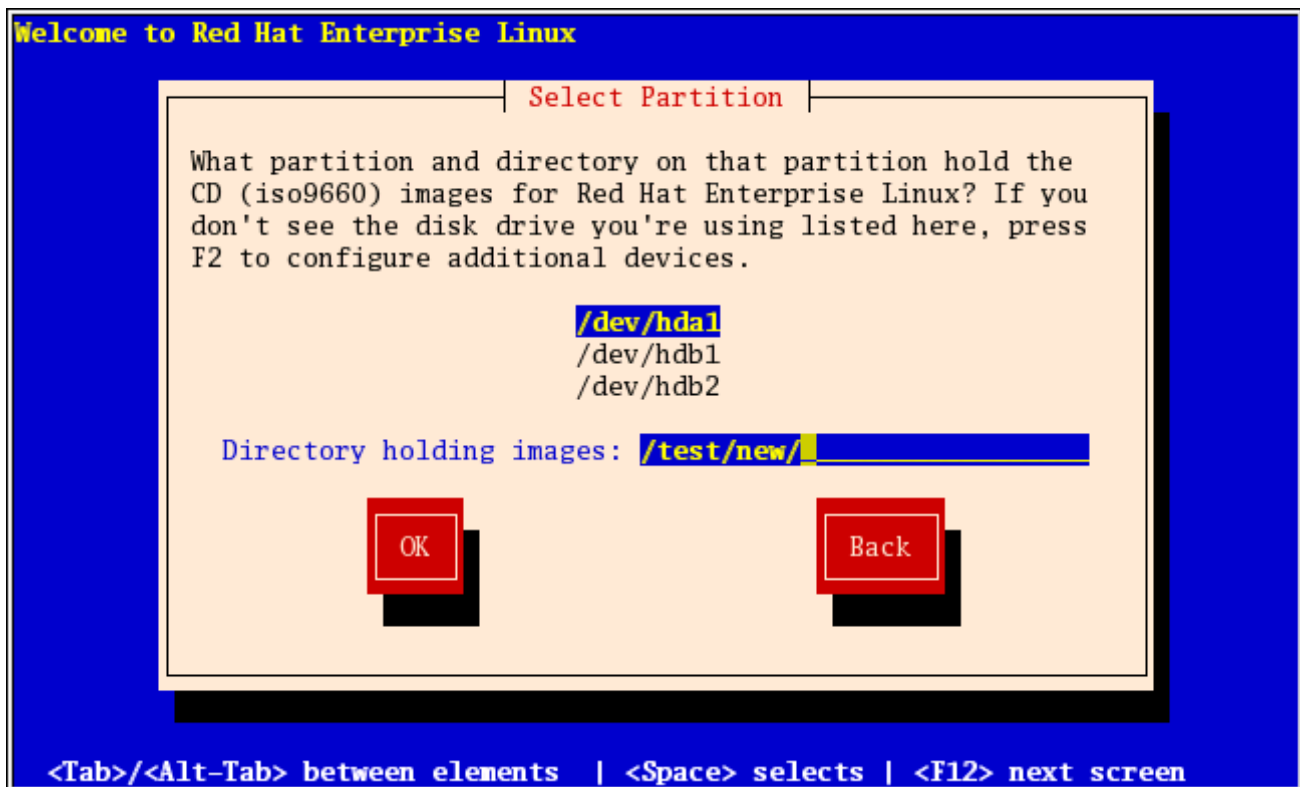 Welcome to Red Hat Enterprise Linux
Select Partition
What partition and directory on that partition hold the
CD (iso9660) images for Red Hat Enterprise Linux? If you
don't see the disk drive you're using listed here, press
F2 to configure additional devices.
/dev/hda1
/dev/hdb1
/dev/hdb2
Directory holding images: /test/new/
OK Back
<Tab>/<Alt-Tab> between elements | <Space> selects | <F12> next screen